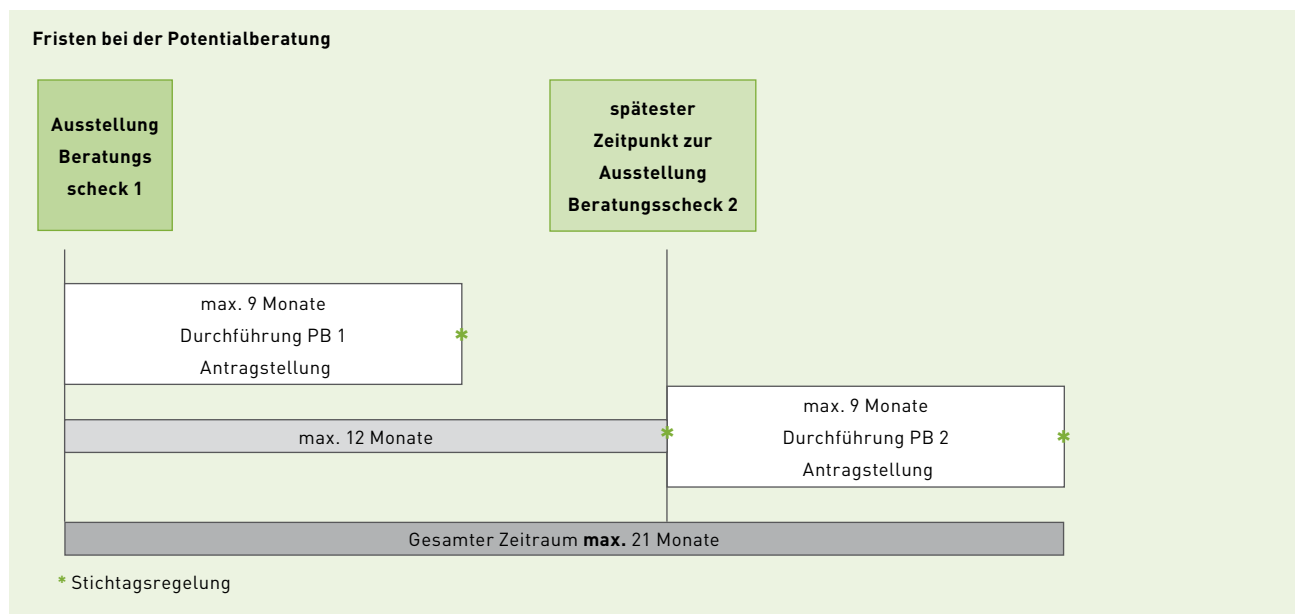 Fristen bei der Potentialberatung
Ausstellung
Beratungs
scheck 1
spätester
Zeitpunkt zur
Ausstellung
Beratungsscheck 2
max. 9 Monate
Durchführung PB 1
*
Antragstellung
max. 9 Monate
max. 12 Monate
*
Durchführung PB 2
*
Antragstellung
Gesamter Zeitraum max. 21 Monate
* Stichtagsregelung